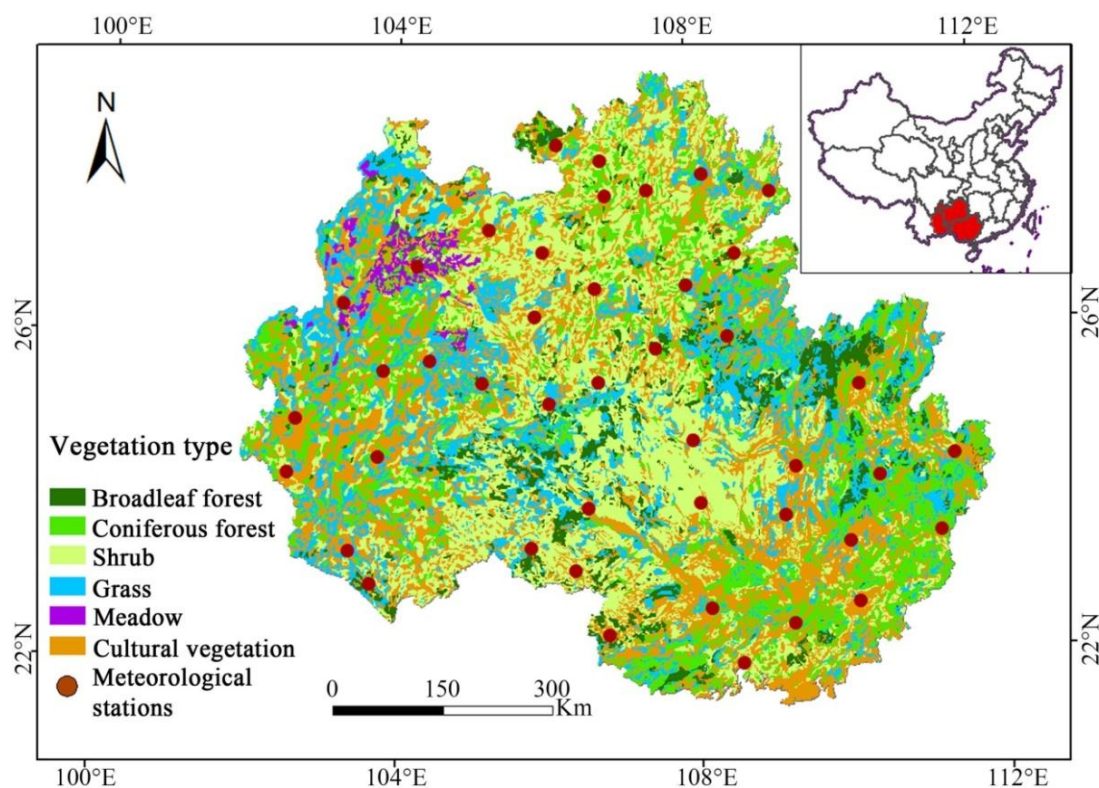 100°E 104°E 108°E 112°E
N
26°N 26°N
Vegetation type
Broadleaf forest
Coniferous forest
Shrub
Grass
Meadow
Cultural vegetation
Meteorological
stations
22°N 22°N
0 150 300
Km
100°E 104°E 108°E 112°E